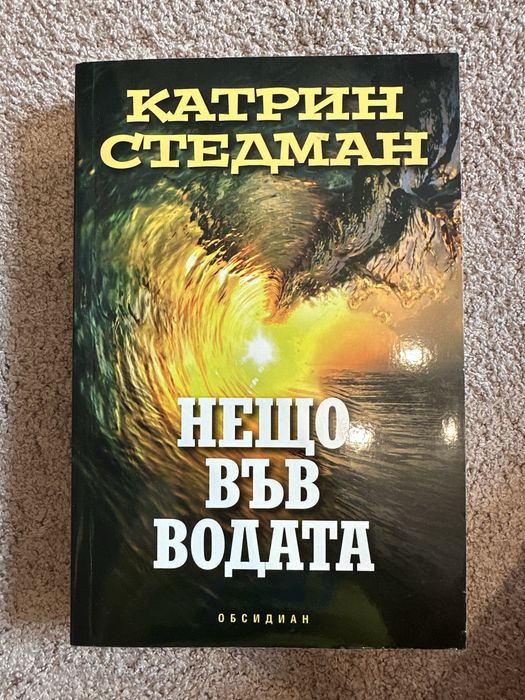 КАТРИН
СТЕДМАН
НЕЩО
ВЪВ
ВОДАТА
ОБСИДИАН